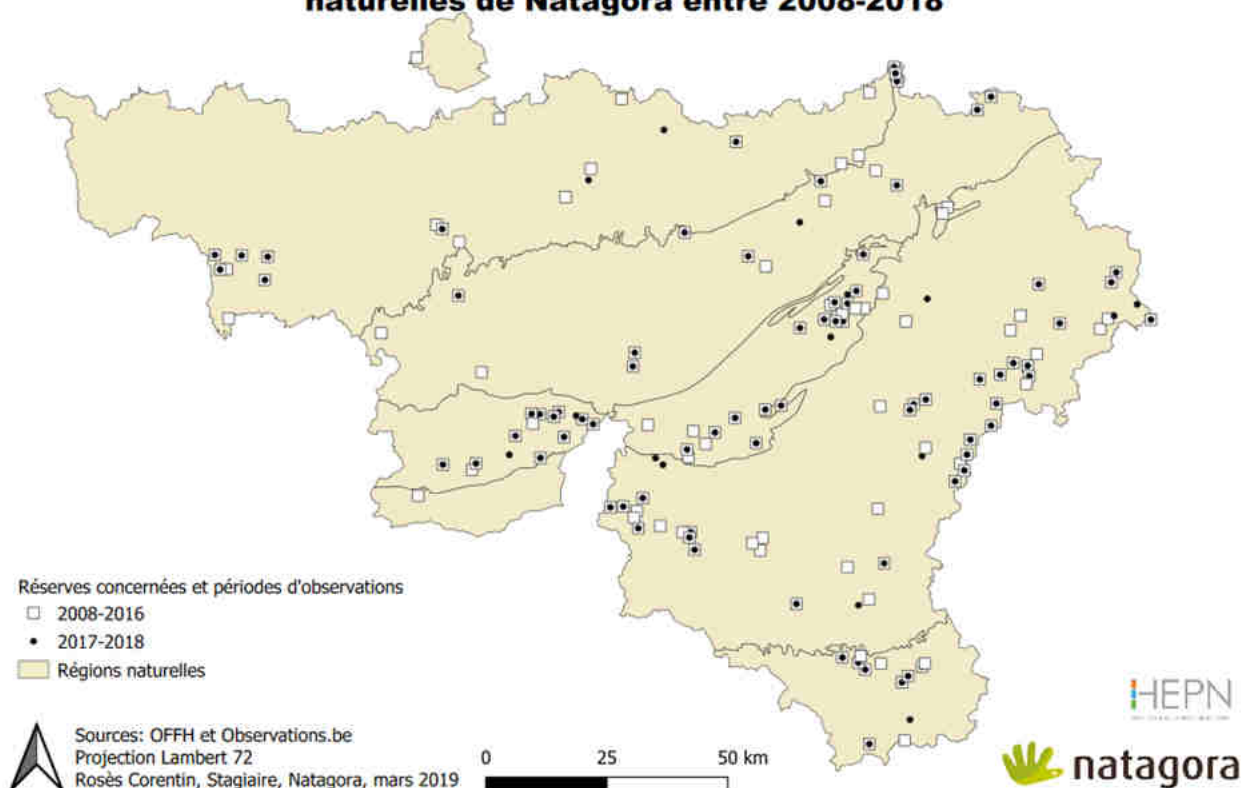 naturelles de Natagora entre 2008-2018
Réserves concernées et périodes d'observations
2008-2016
2017-2018
Régions naturelles
Sources: OFFH et Observations.be
Projection Lambert 72
Rosès Corentin, Stagiaire, Natagora, mars 2019
0 25 50 km
HEPN
natagora